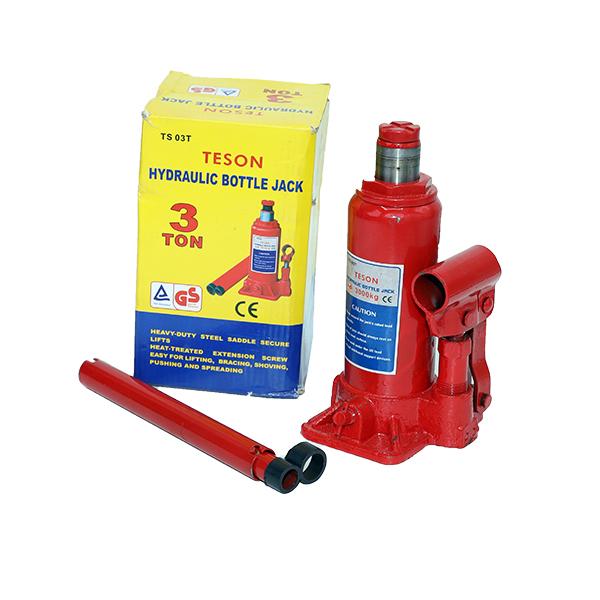 TESON
HYDRAULIC BOTTLE JACK
3
TON
TS 03T
TESON
HYDRAULIC BOTTLE JACK
3
TON
GS
CE
HEAVY-DUTY STEEL SADDLE SECURE
LIFTS
HEAT-TREATED EXTENSION SCREW
EASY FOR LIFTING, BRACING, SHOVING,
PUSHING AND SPREADING
TESON
HYDRAULIC BOTTLE JACK
3000kg CE
CAUTION